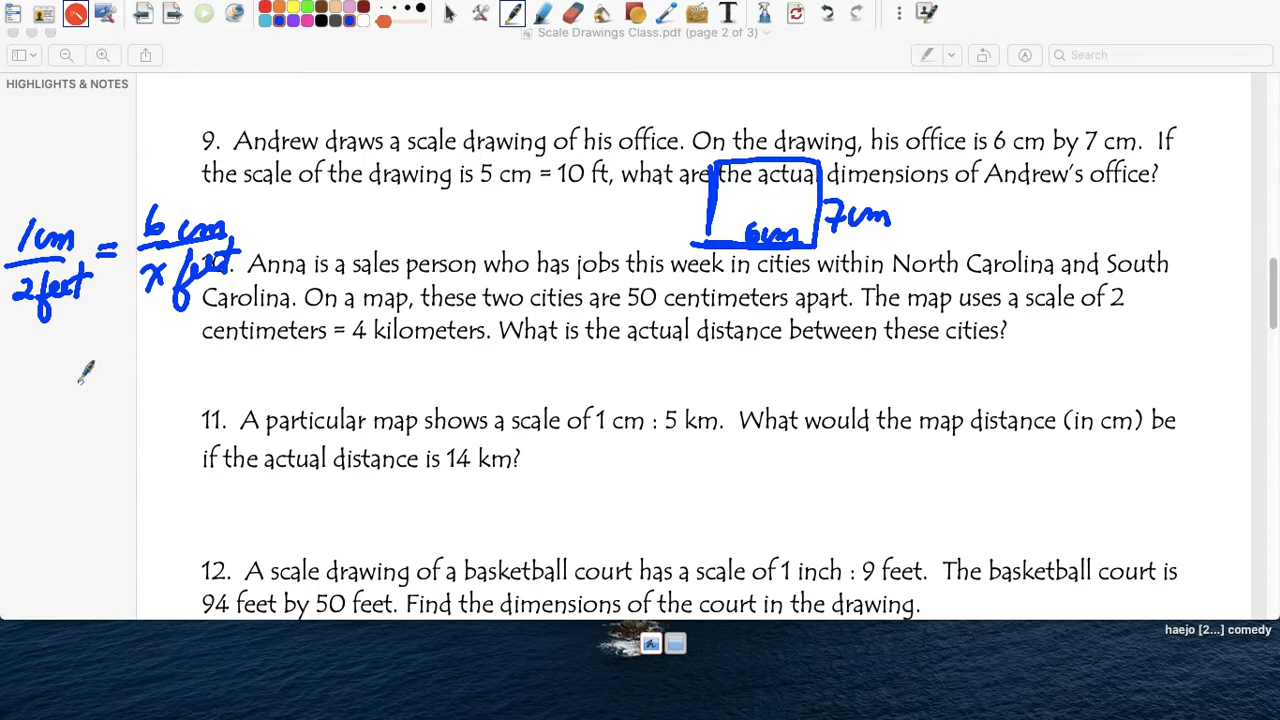 Scale Drawings Class.pdf (page 2 of 3)
Search
HIGHLIGHTS & NOTES
9. Andrew draws a scale drawing of his office. On the drawing, his office is 6 cm by 7 cm. If
the scale of the drawing is 5 cm = 10 ft, what are the actual dimensions of Andrew's office?
7cm
6cm
1cm = 6 cm
2feet x feet
10. Anna is a sales person who has jobs this week in cities within North Carolina and South
Carolina. On a map, these two cities are 50 centimeters apart. The map uses a scale of 2
centimeters = 4 kilometers. What is the actual distance between these cities?
11. A particular map shows a scale of 1 cm : 5 km. What would the map distance (in cm) be
if the actual distance is 14 km?
12. A scale drawing of a basketball court has a scale of 1 inch : 9 feet. The basketball court is
94 feet by 50 feet. Find the dimensions of the court in the drawing.
haejo [2...] comedy